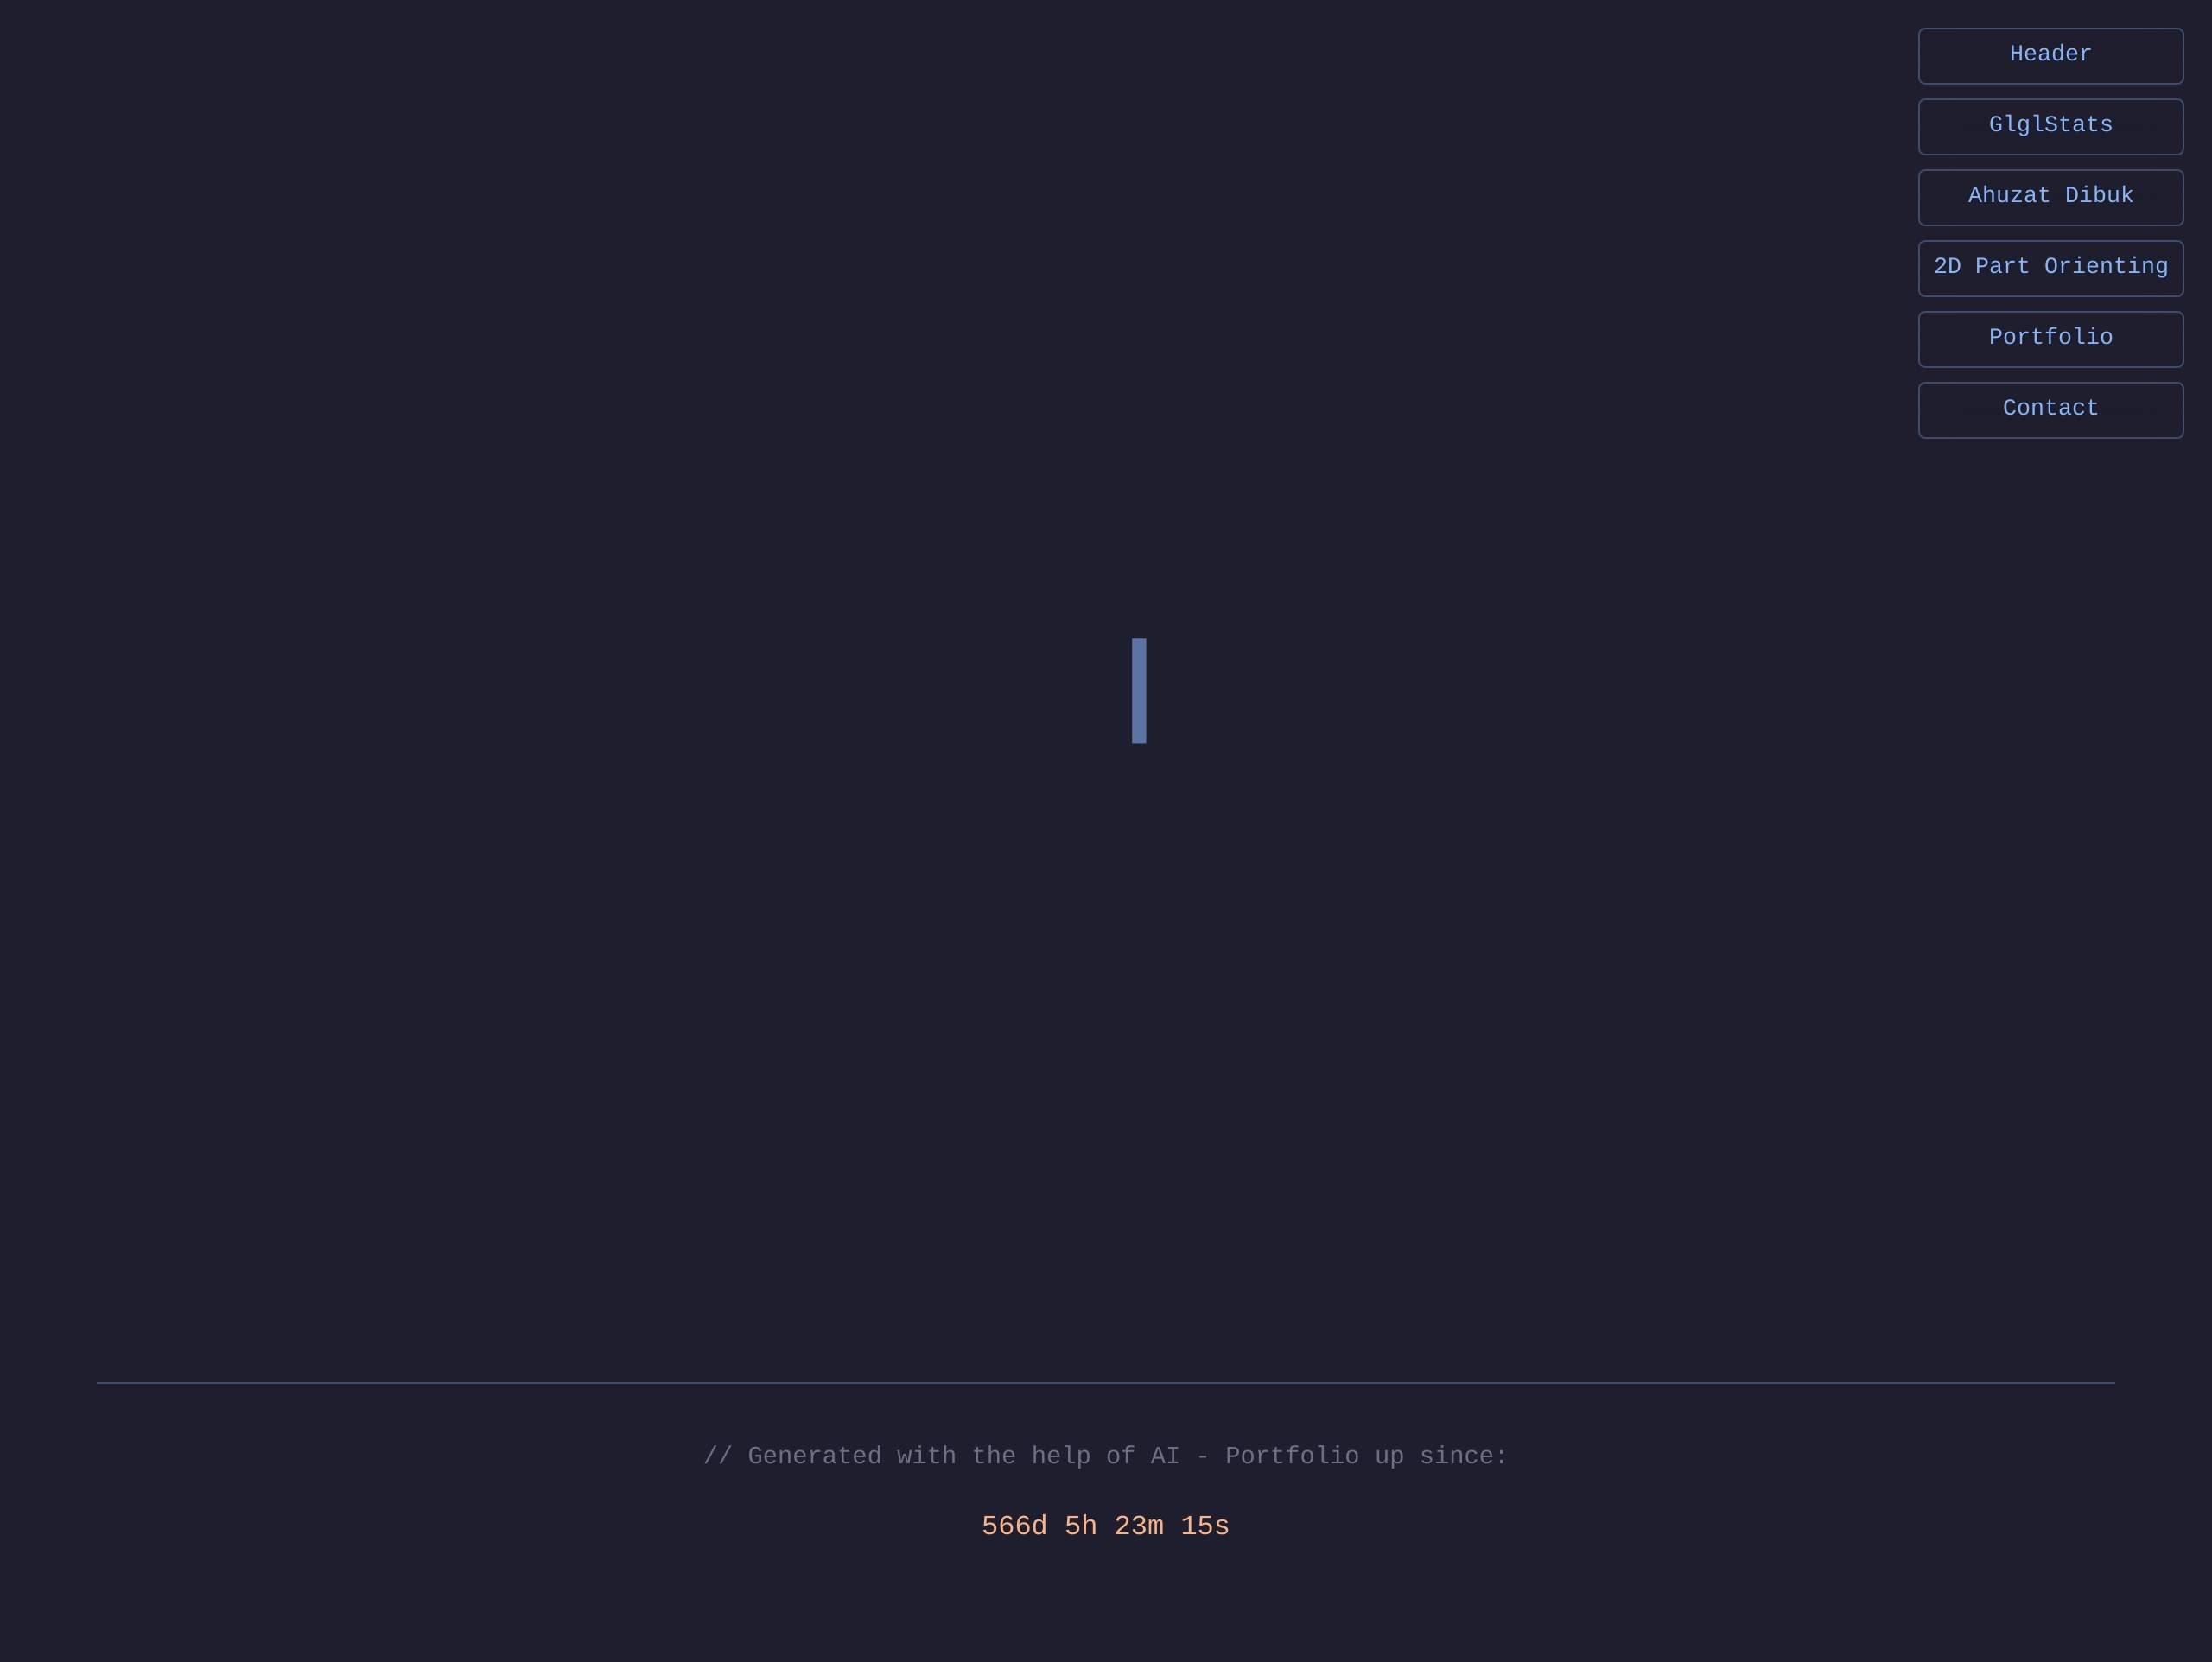 Header
GlglStats
Ahuzat Dibuk
2D Part Orienting
Portfolio
Contact
// Generated with the help of AI - Portfolio up since:
566d 5h 23m 15s